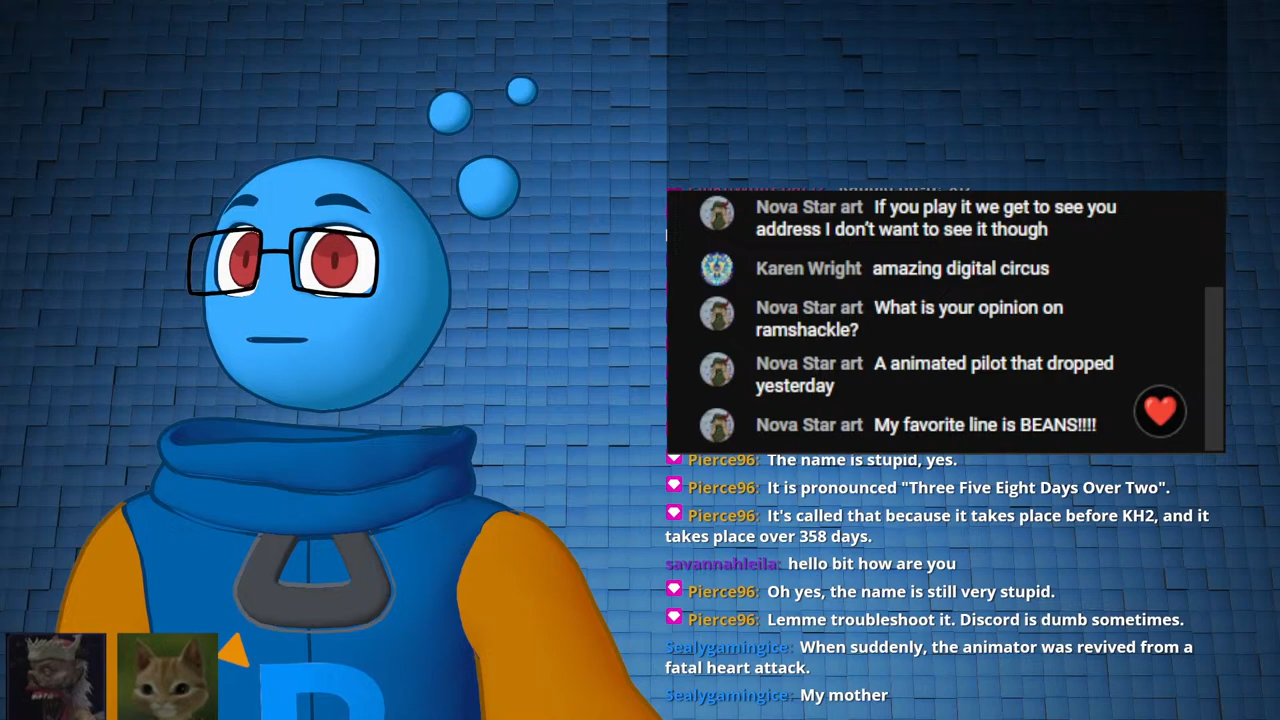 Nova Star art If you play it we get to see you
address I don't want to see it though
Karen Wright amazing digital circus
Nova Star art What is your opinion on
ramshackle?
Nova Star art A animated pilot that dropped
yesterday
Nova Star art My favorite line is BEANS!!!!
Pierce96: The name is stupid, yes.
Pierce96: It is pronounced "Three Five Eight Days Over Two".
Pierce96: It's called that because it takes place before KH2, and it
takes place over 358 days.
savannahleila: hello bit how are you
Pierce96: Oh yes, the name is still very stupid.
Pierce96: Lemme troubleshoot it. Discord is dumb sometimes.
Sealygamingice: When suddenly, the animator was revived from a
fatal heart attack.
Sealygamingice: My mother